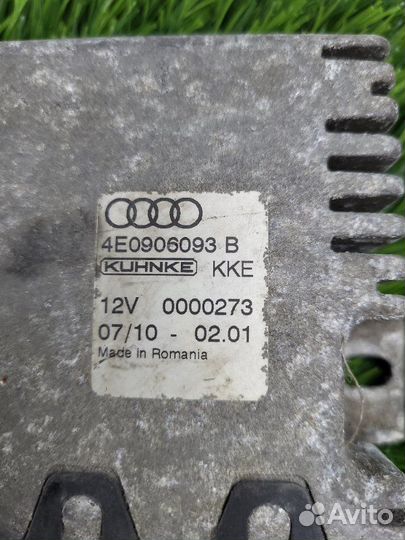 4E0906093 B
KUHNKE KKE
12V 0000273
07/10 - 02.01
Made in Romania
Avito